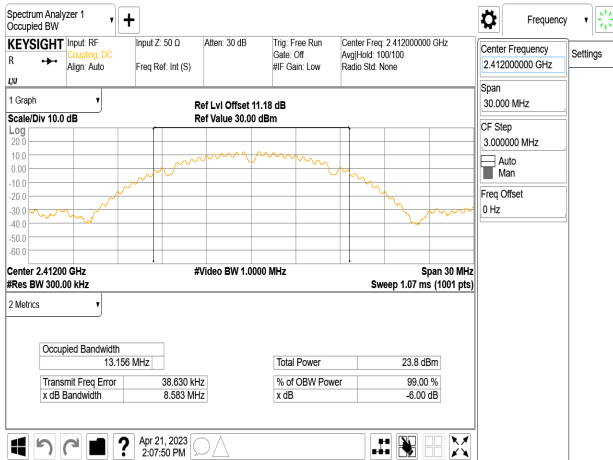 Spectrum Analyzer 1
Occupied BW
Frequency
KEYSIGHT Input: RF Input Z: 50 Ω Atten: 30 dB Trig: Free Run Center Freq: 2.412000000 GHz
R Coupling: DC Gate: Off Avg|Hold: 100/100
Align: Auto Freq Ref: Int (S) #IF Gain: Low Radio Std: None
LXI
Center Frequency
2.412000000 GHz
Settings
Span
30.000 MHz
CF Step
3.000000 MHz
Auto
Man
Freq Offset
0 Hz
1 Graph
Ref Lvl Offset 11.18 dB
Scale/Div 10.0 dB Ref Value 30.00 dBm
Log
20.0
10.0
0.00
-10.0
-20.0
-30.0
-40.0
-50.0
-60.0
Center 2.41200 GHz #Video BW 1.0000 MHz Span 30 MHz
#Res BW 300.00 kHz Sweep 1.07 ms (1001 pts)
2 Metrics
Occupied Bandwidth
13.156 MHz
Total Power 23.8 dBm
Transmit Freq Error 38.630 kHz % of OBW Power 99.00 %
x dB Bandwidth 8.583 MHz x dB -6.00 dB
Apr 21, 2023
2:07:50 PM